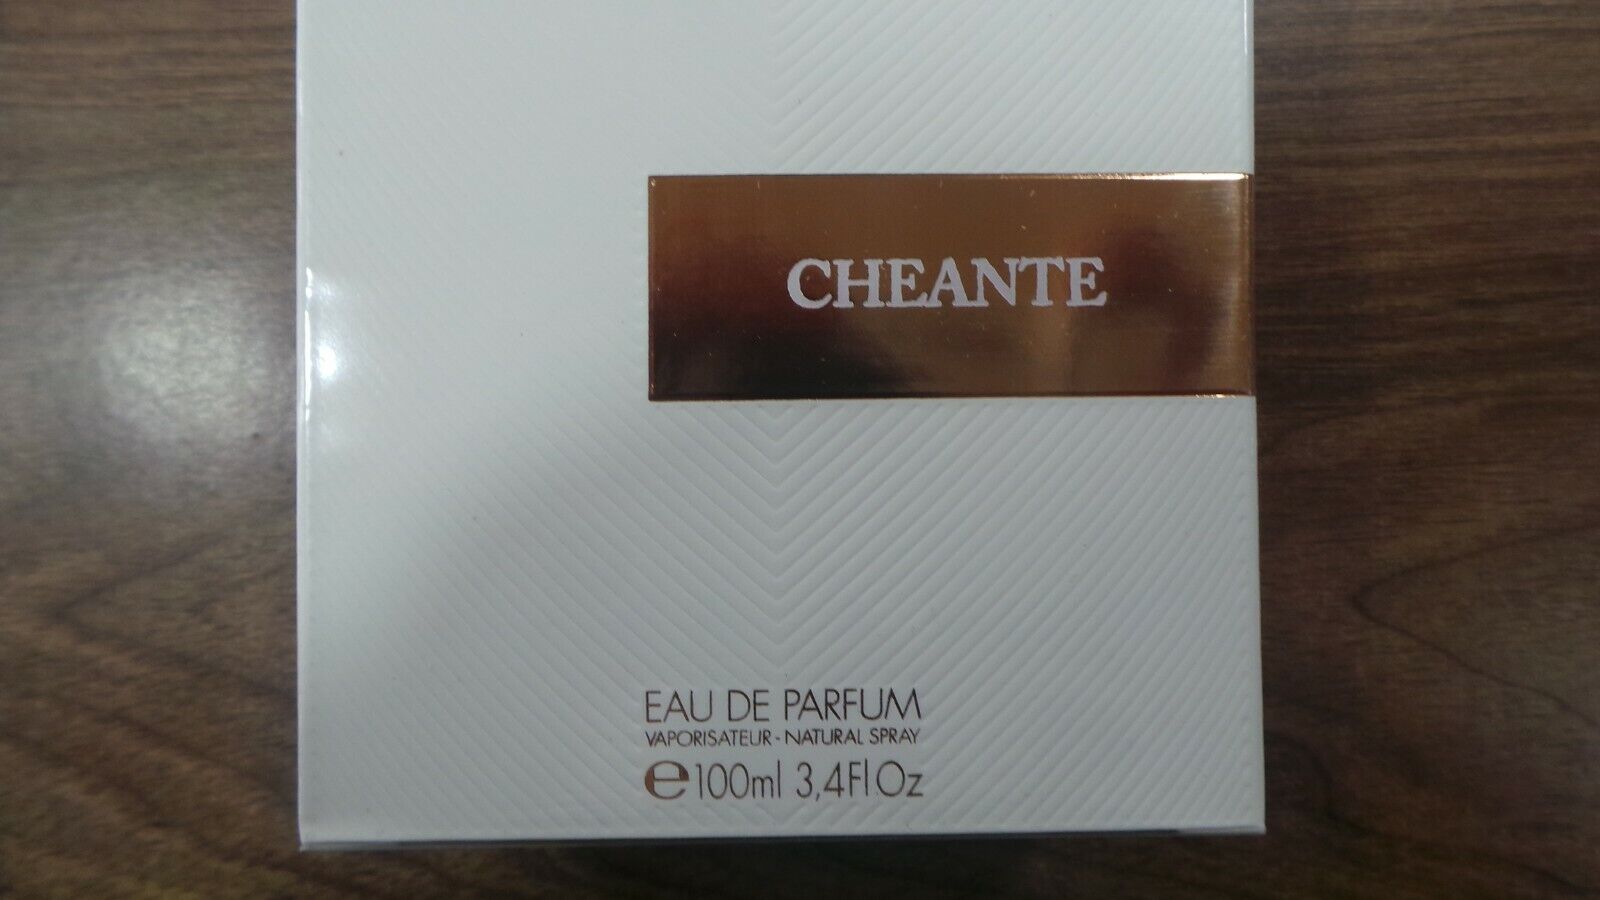 CHEANTE
EAU DE PARFUM
VAPORISATEUR - NATURAL SPRAY
℮100ml 3,4Fl Oz